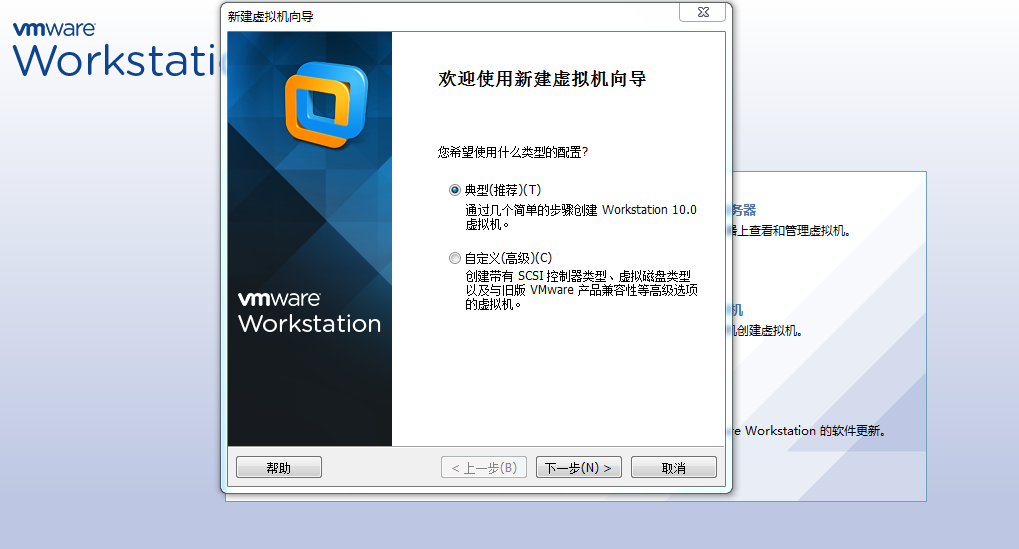 vmware
新建虚拟机向导
欢迎使用新建虚拟机向导
您希望使用什么类型的配置?
典型(推荐)(T)
通过几个简单的步骤创建 Workstation 10.0
虚拟机。
自定义(高级)(C)
创建带有 SCSI 控制器类型、虚拟磁盘类型
以及与旧版 VMware 产品兼容性等高级选项
的虚拟机。
vmware
Workstation
务器
上查看和管理虚拟机。
机
创建虚拟机。
Workstation 的软件更新。
帮助
< 上一步(B)
下一步(N) >
取消